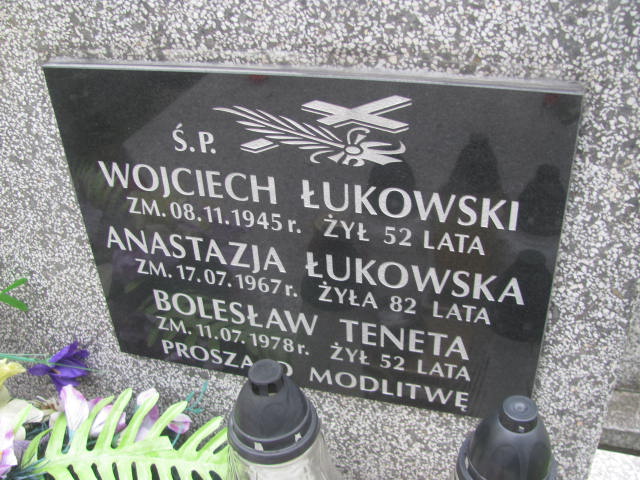 Ś.P.
WOJCIECH ŁUKOWSKI
ZM. 08.11.1945 r. ŻYŁ 52 LATA
ANASTAZJA ŁUKOWSKA
ZM. 17.07.1967 r. ŻYŁA 82 LATA
BOLESŁAW TENETA
ZM. 11.07.1978 r. ŻYŁ 52 LATA
PROSZĄ O MODLITWĘ